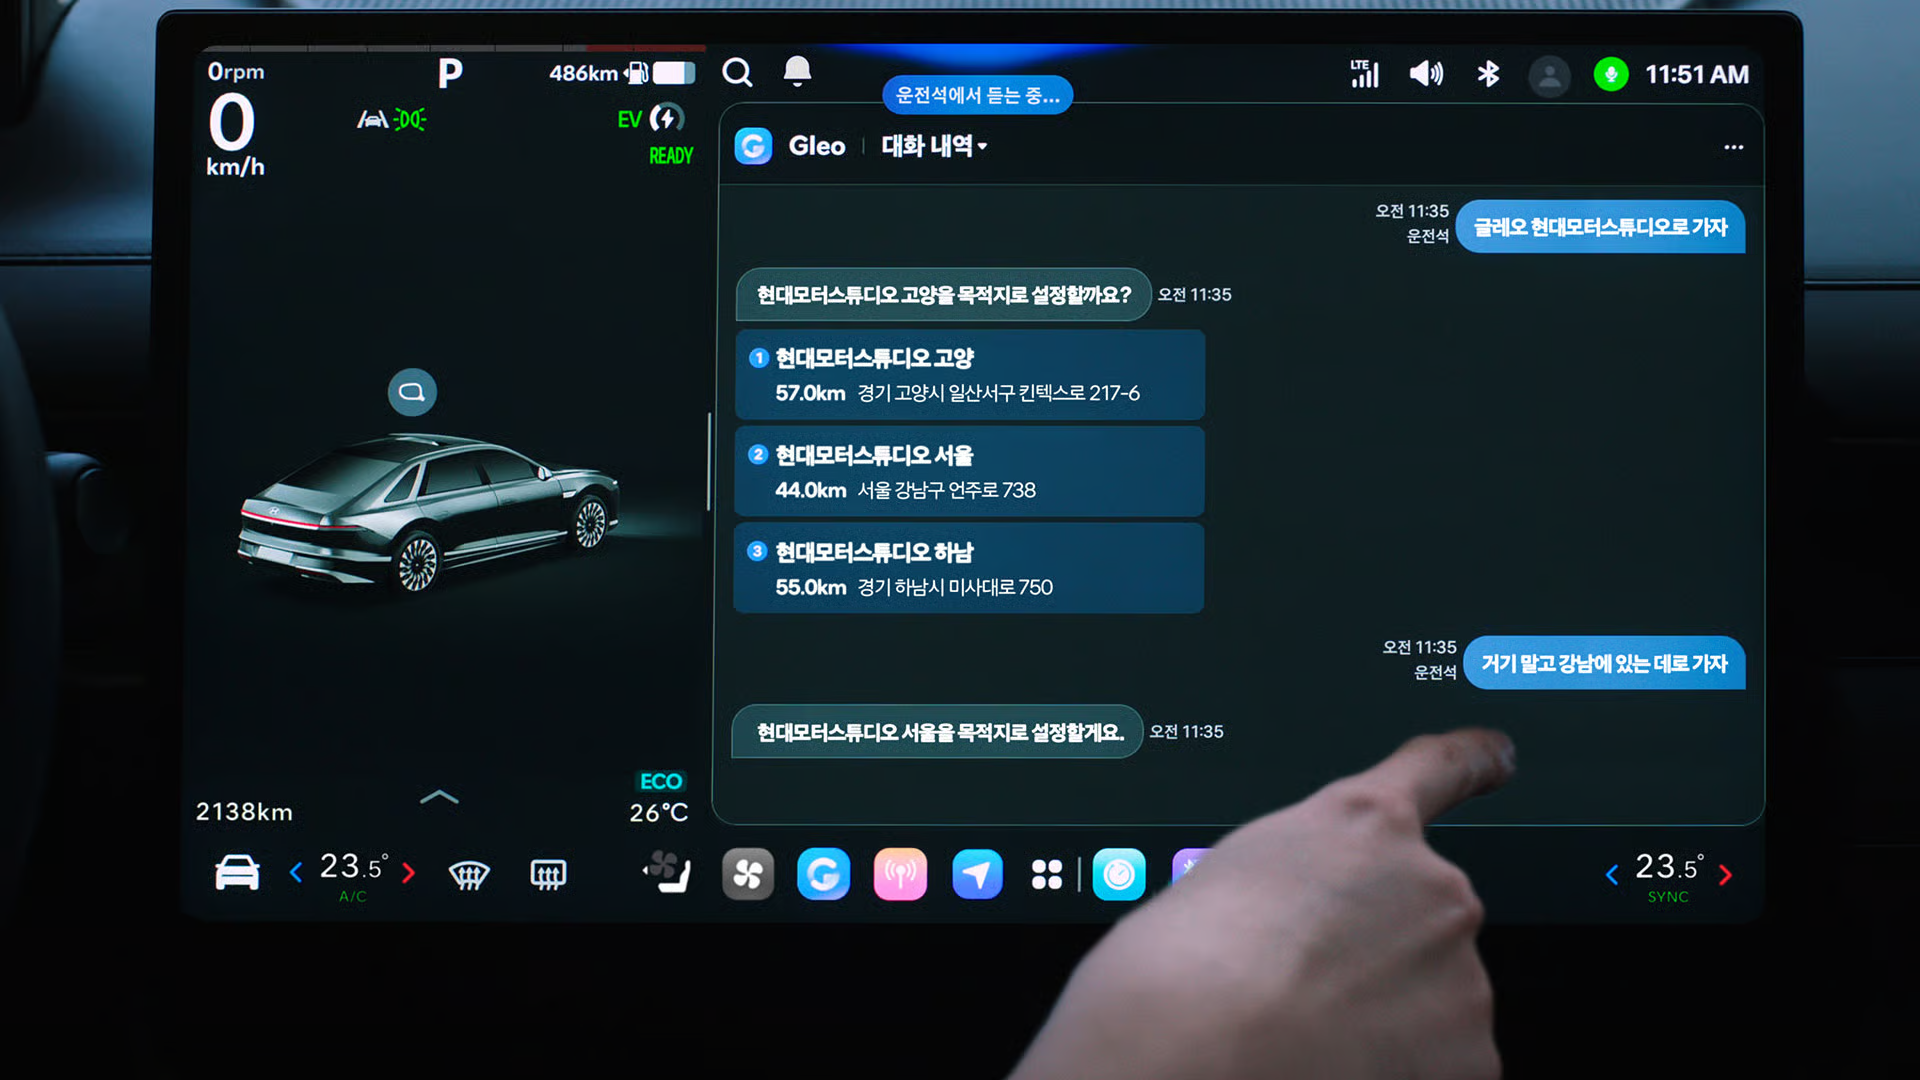 0rpm
P
486km
0
km/h
EV
READY
LTE
11:51 AM
운전석에서 듣는 중...
G Gleo
대화 내역
...
오전 11:35
운전석
글레오 현대모터스튜디오로 가자
현대모터스튜디오 고양을 목적지로 설정할까요?
오전 11:35
1 현대모터스튜디오 고양
57.0km 경기 고양시 일산서구 킨텍스로 217-6
2 현대모터스튜디오 서울
44.0km 서울 강남구 언주로 738
3 현대모터스튜디오 하남
55.0km 경기 하남시 미사대로 750
오전 11:35
운전석
거기 말고 강남에 있는 데로 가자
현대모터스튜디오 서울을 목적지로 설정할게요.
오전 11:35
2138km
ECO
26°C
23.5°
A/C
G
23.5°
SYNC